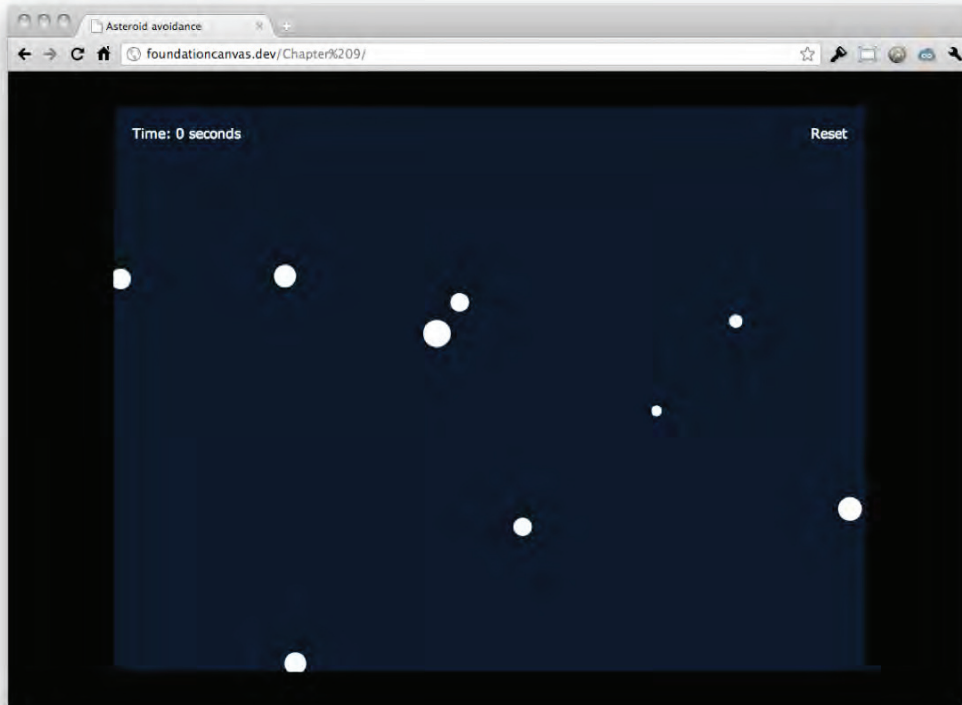 Asteroid avoidance
foundationcanvas.dev/Chapter%209/
Time: 0 seconds
Reset